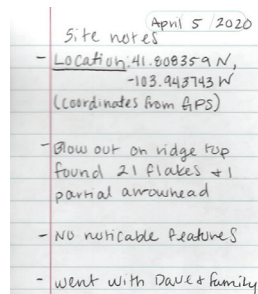 April 5 2020
Site notes
- Location: 41.808359 N,
-103.943743 W
(coordinates from GPS)
- Blow out on ridge top
found 21 flakes + 1
partial arrowhead
- No noticable features
- went with Dave & family